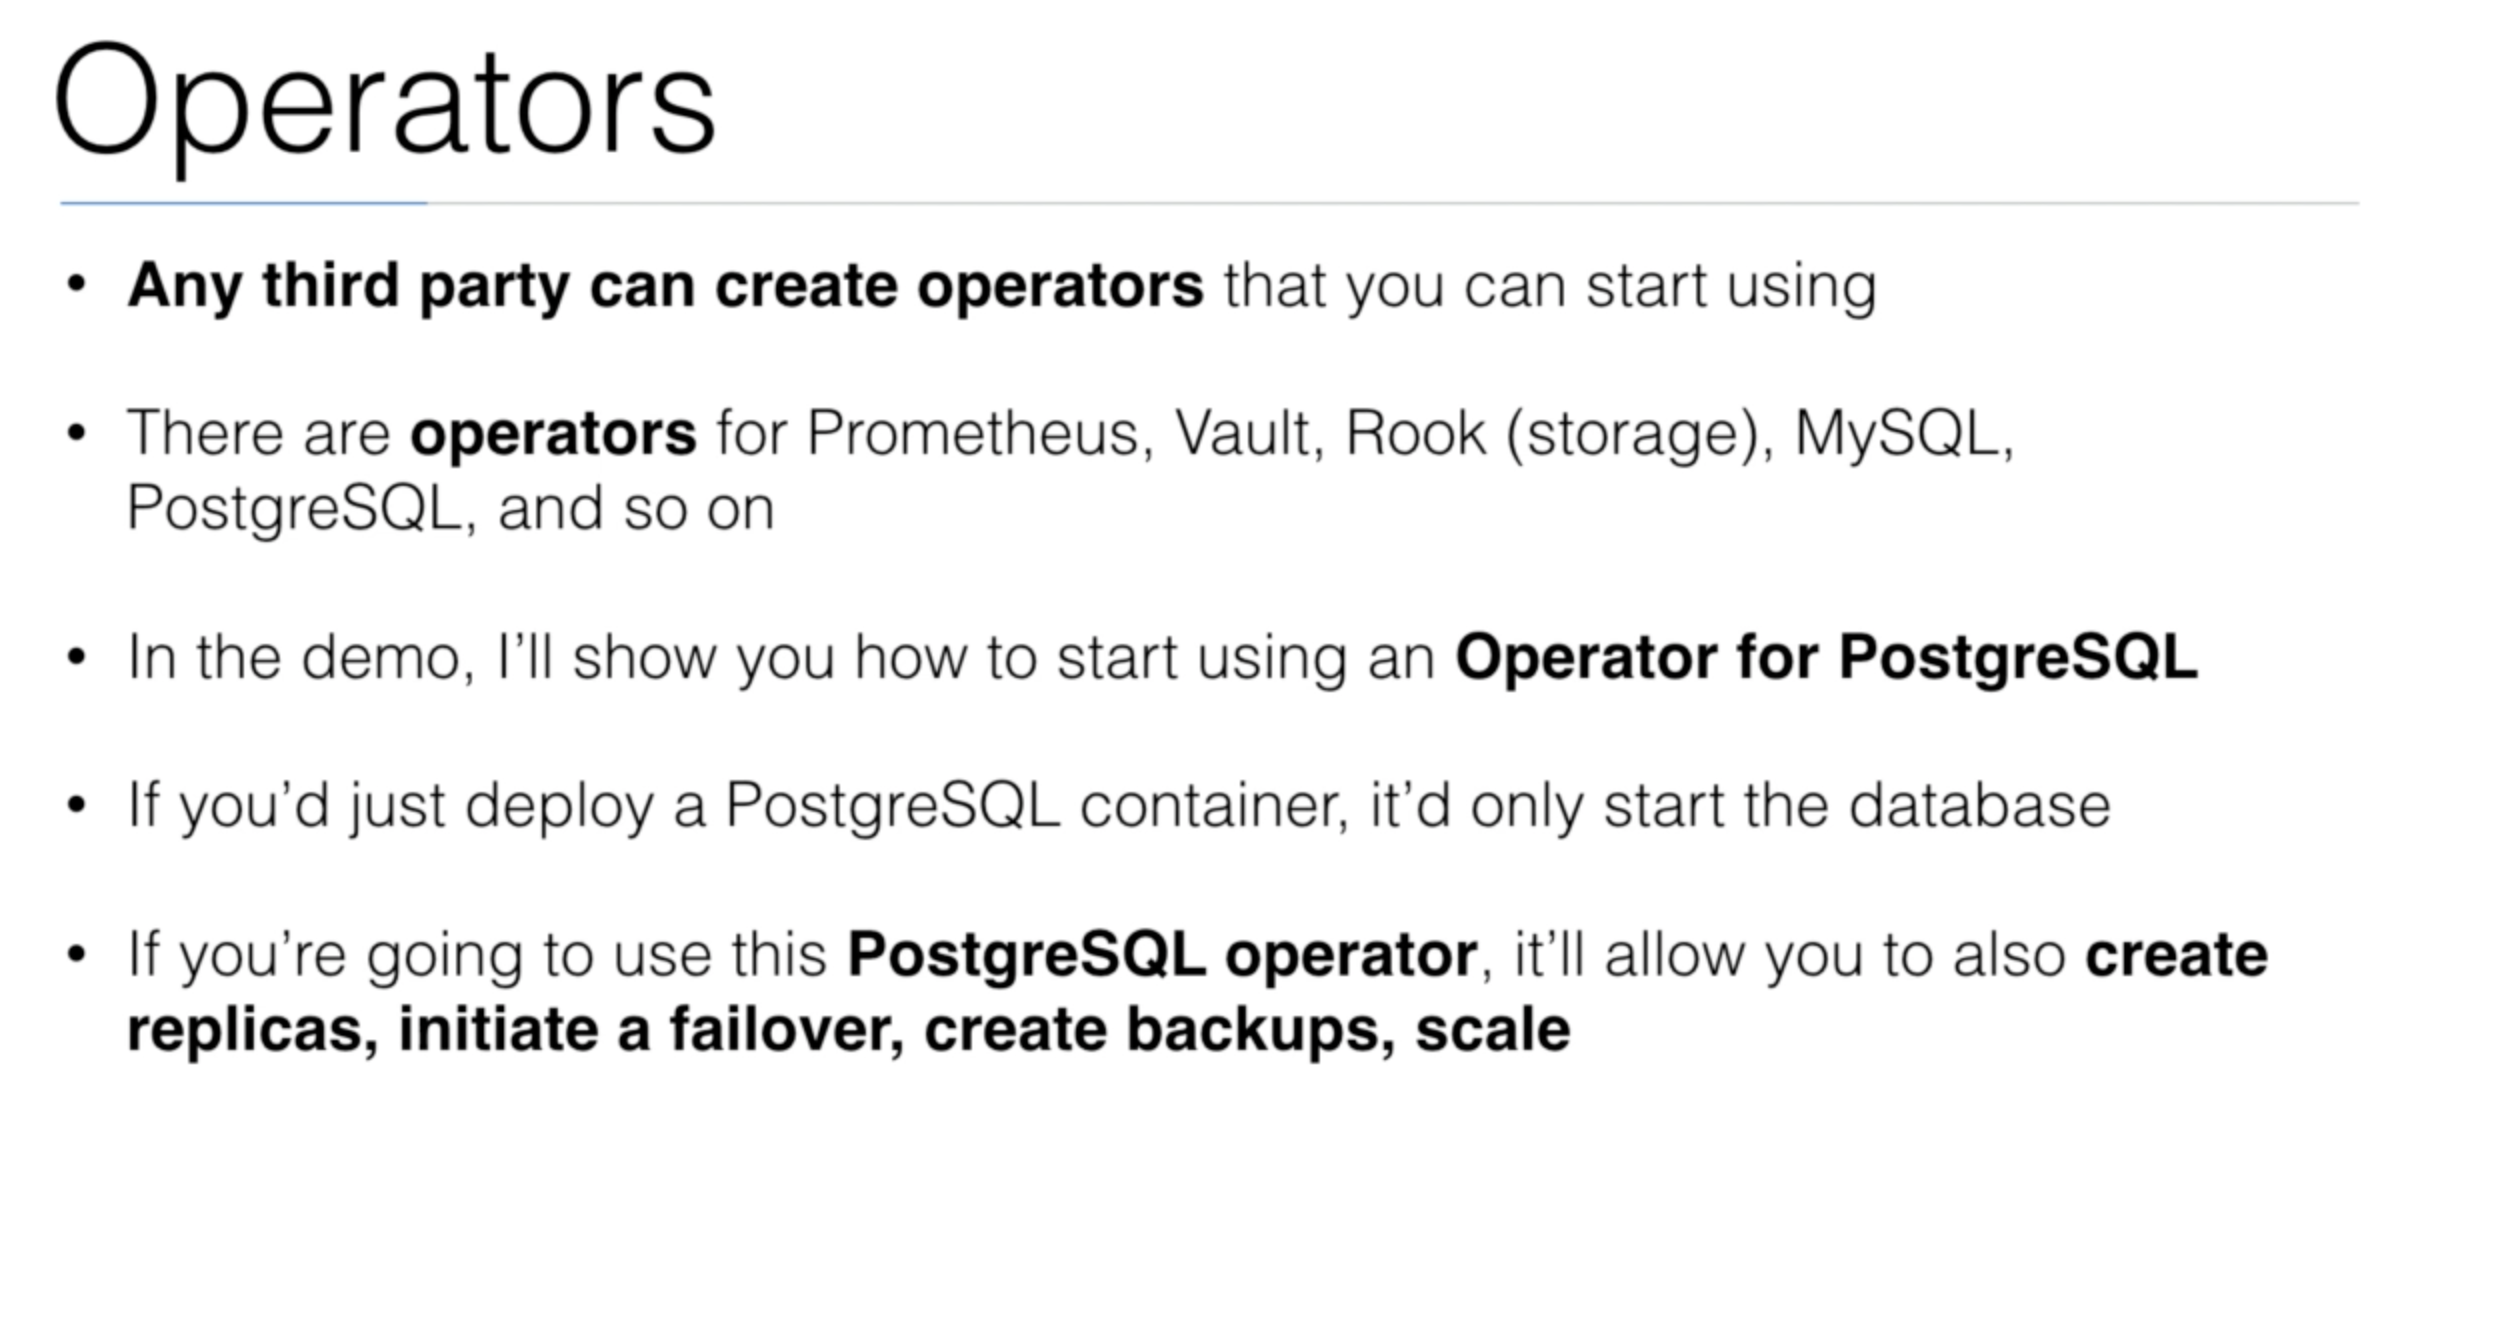 Operators
• Any third party can create operators that you can start using
• There are operators for Prometheus, Vault, Rook (storage), MySQL,
PostgreSQL, and so on
• In the demo, I’ll show you how to start using an Operator for PostgreSQL
• If you’d just deploy a PostgreSQL container, it’d only start the database
• If you’re going to use this PostgreSQL operator, it’ll allow you to also create
replicas, initiate a failover, create backups, scale